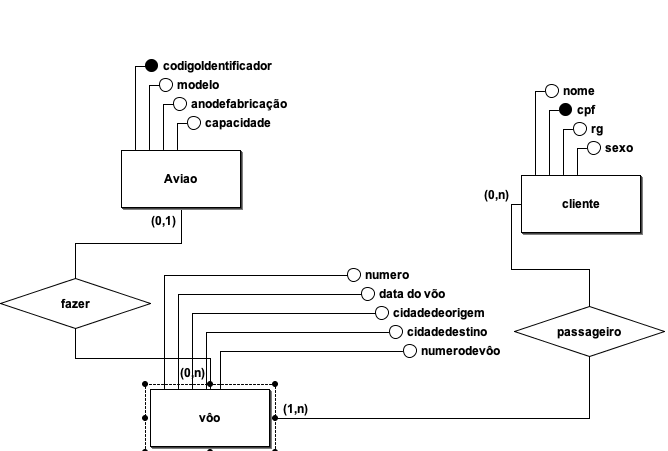 codigoIdentificador
modelo
anodefabricação
capacidade
Aviao
(0,1)
nome
cpf
rg
sexo
(0,n)
cliente
fazer
numero
data do võo
cidadedeorigem
cidadedestino
numerodevôo
passageiro
(0,n)
vôo
(1,n)